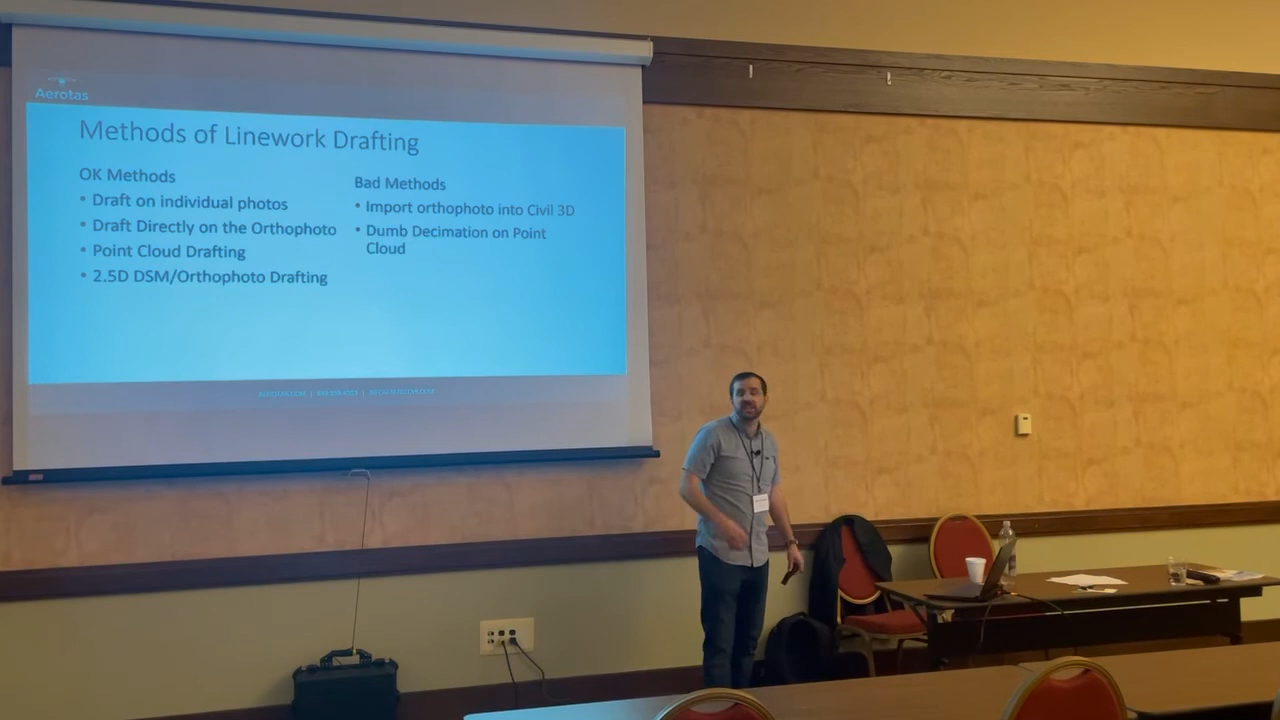 Aerotas
Methods of Linework Drafting
OK Methods
• Draft on individual photos
• Draft Directly on the Orthophoto
• Point Cloud Drafting
• 2.5D DSM/Orthophoto Drafting
Bad Methods
• Import orthophoto into Civil 3D
• Dumb Decimation on Point
Cloud